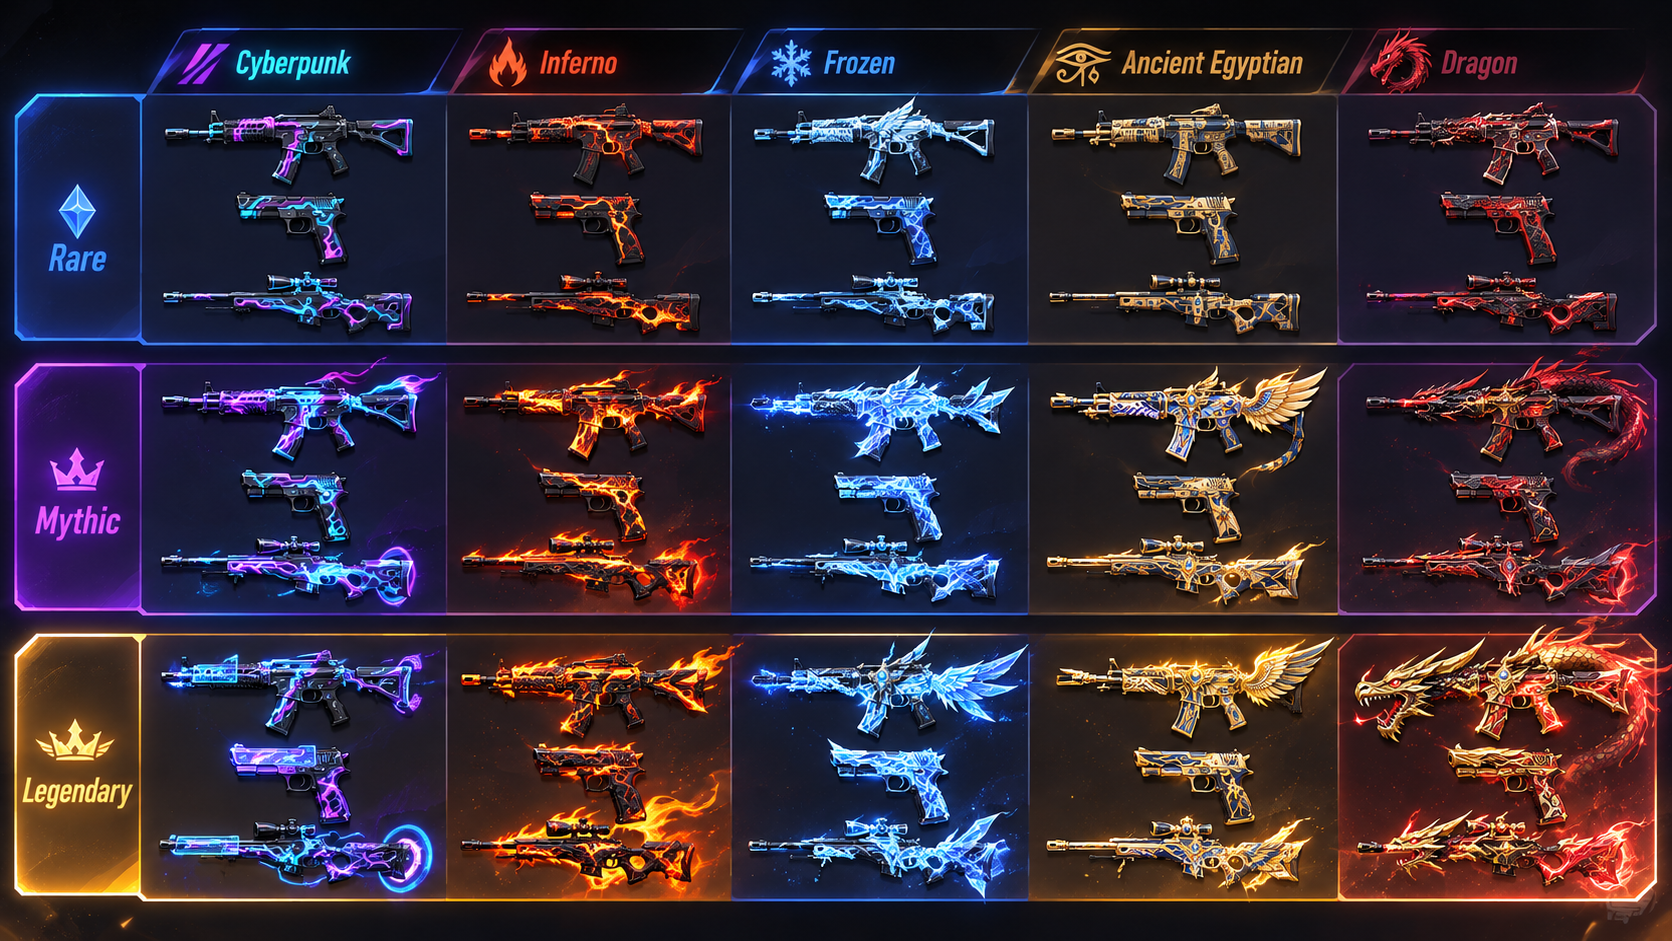 Cyberpunk
Inferno
Frozen
Ancient Egyptian
Dragon
Rare
Mythic
Legendary